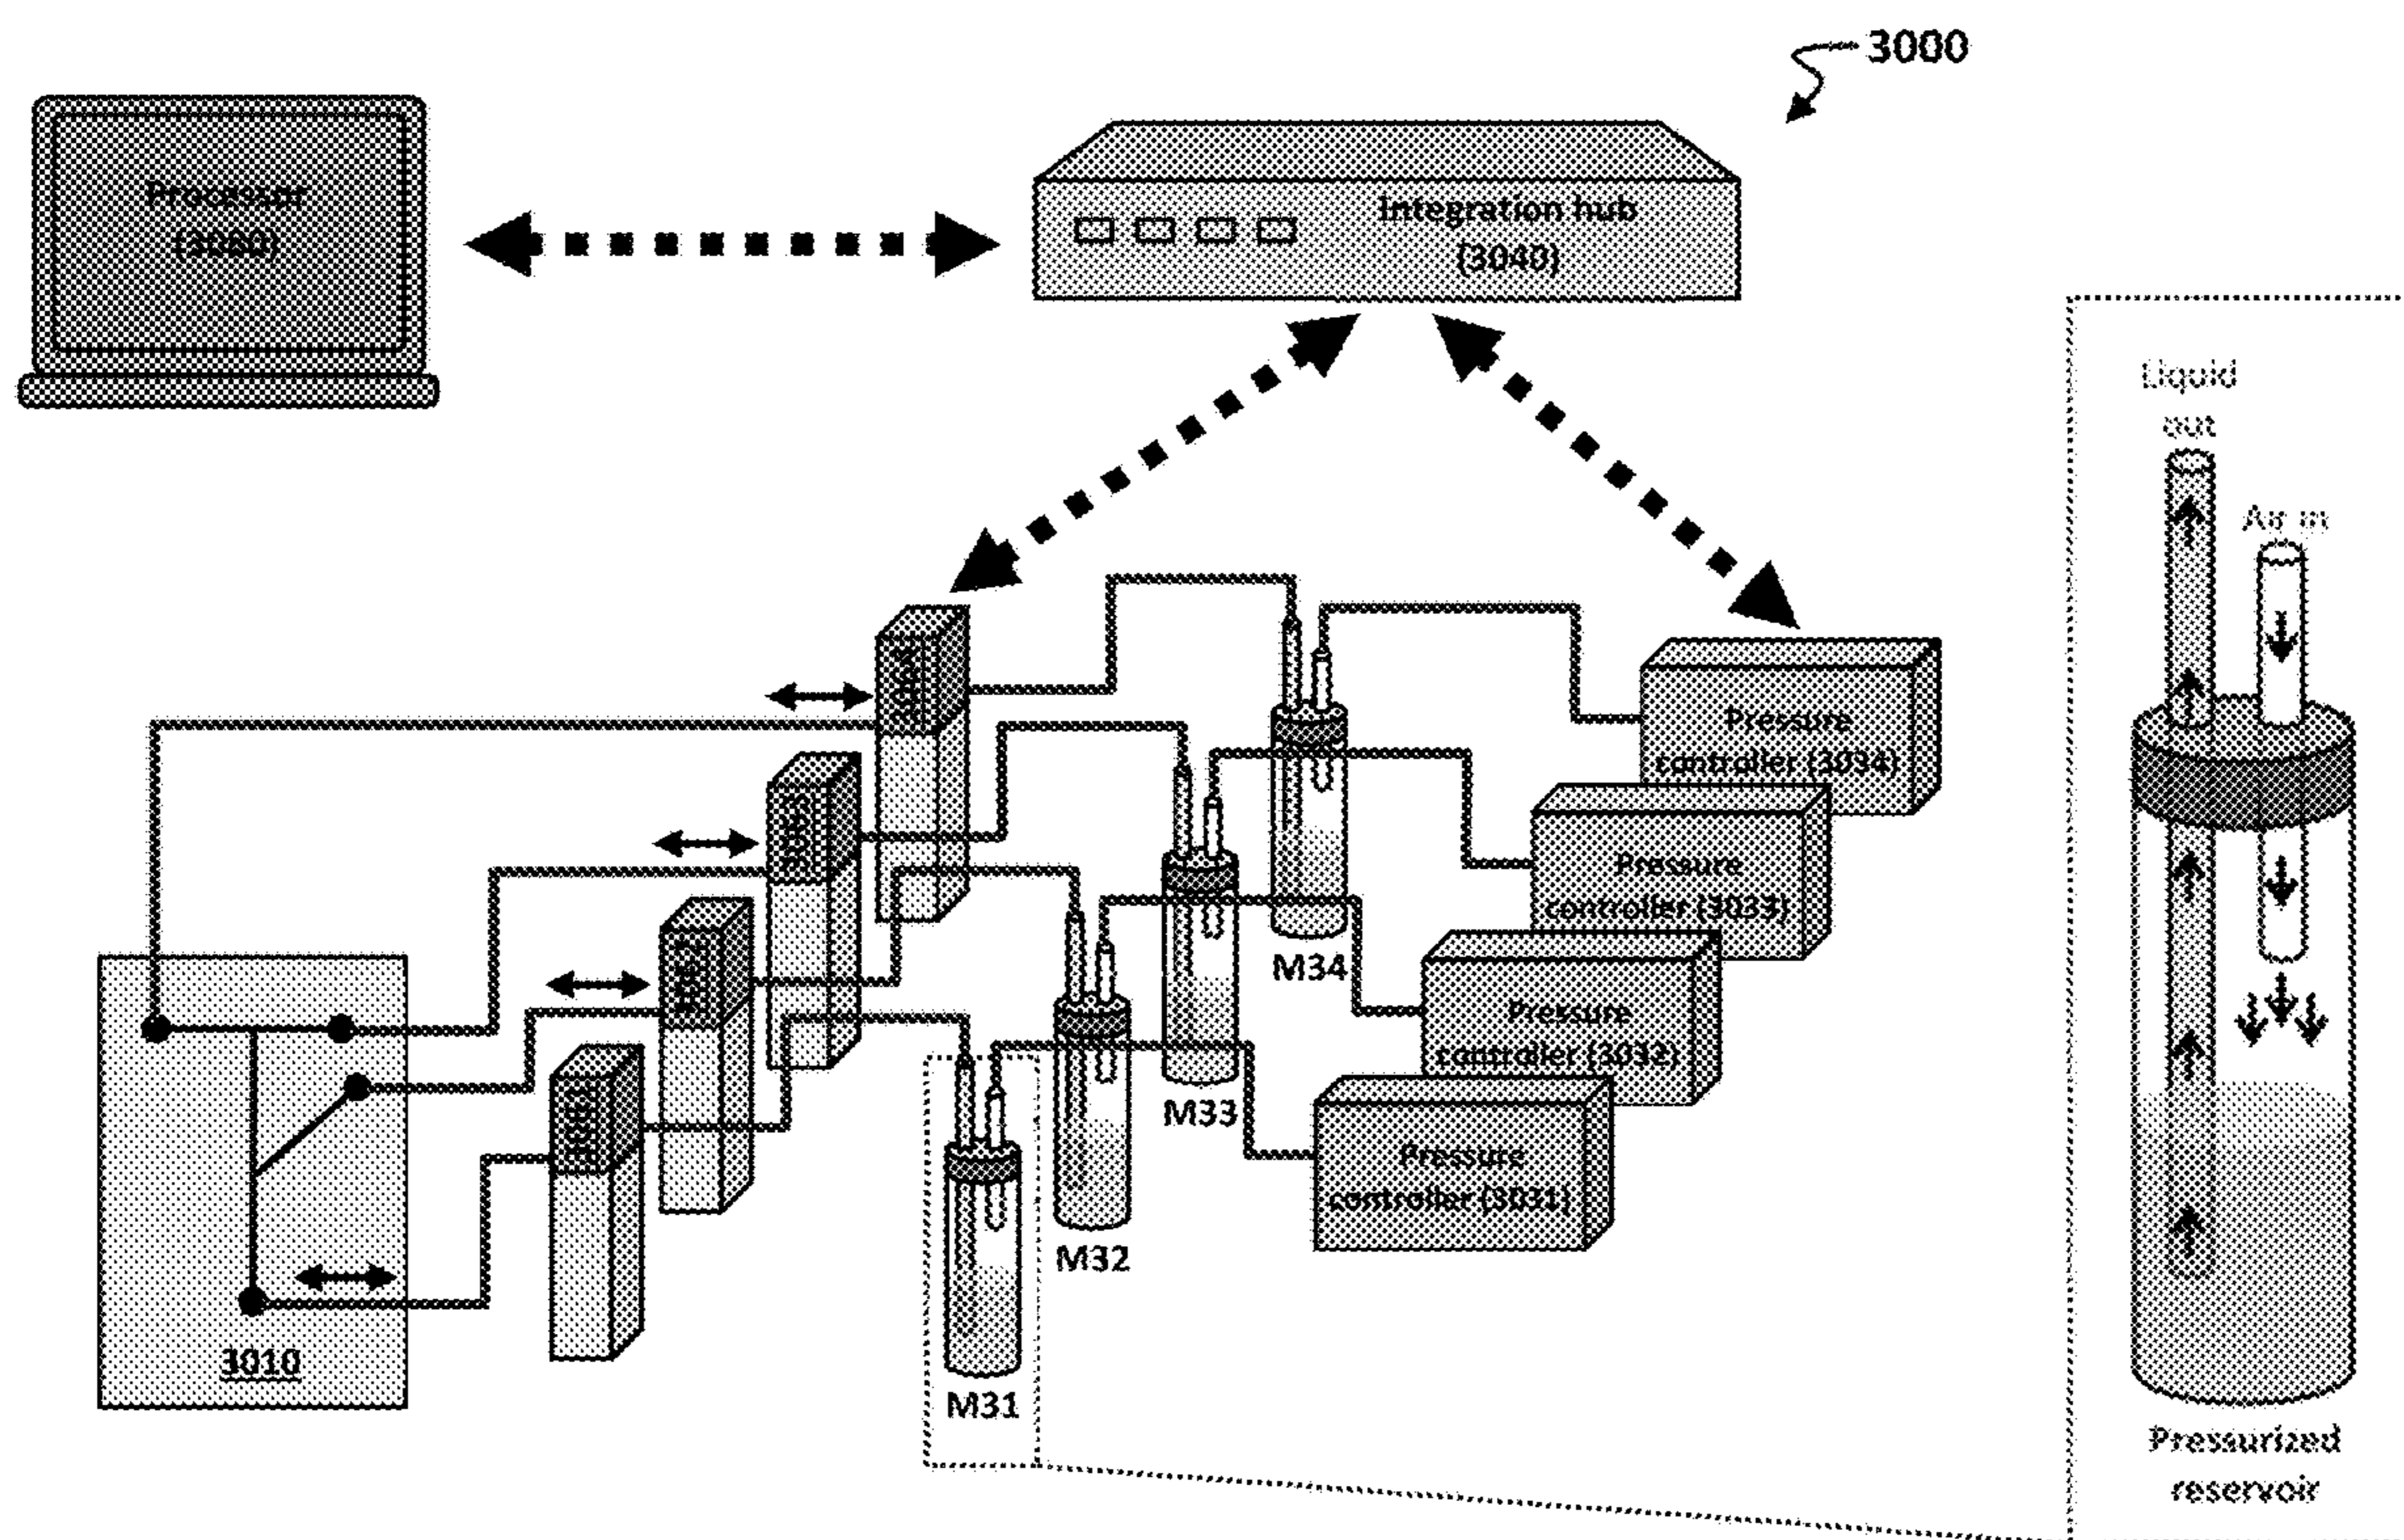 3000
Processor
(3080)
Integration hub
(3040)
Liquid
out
Air in
Pressure
controller (3034)
Pressure
controller (3033)
M34
Pressure
controller (3032)
M33
Pressure
controller (3031)
M32
3010
M31
Pressurized
reservoir